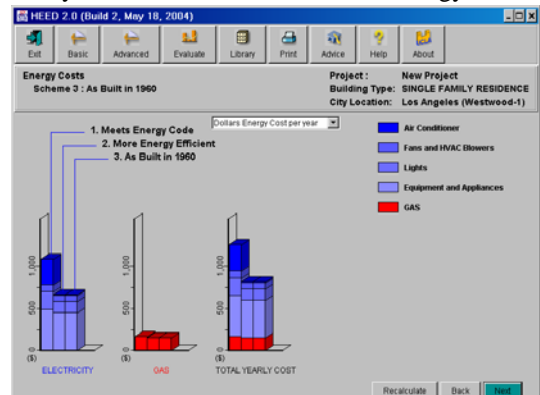 HEED 2.0 (Build 2, May 18, 2004)
Exit Basic Advanced Evaluate Library Print Advice Help About
Energy Costs
Scheme 3 : As Built in 1960
Project : New Project
Building Type: SINGLE FAMILY RESIDENCE
City Location: Los Angeles (Westwood-1)
Dollars Energy Cost per year
1. Meets Energy Code
2. More Energy Efficient
3. As Built in 1960
Air Conditioner
Fans and HVAC Blowers
Lights
Equipment and Appliances
GAS
1,000 1,000 1,000
500 500 500
($) ($) ($)
ELECTRICITY GAS TOTAL YEARLY COST
Recalculate Back Next